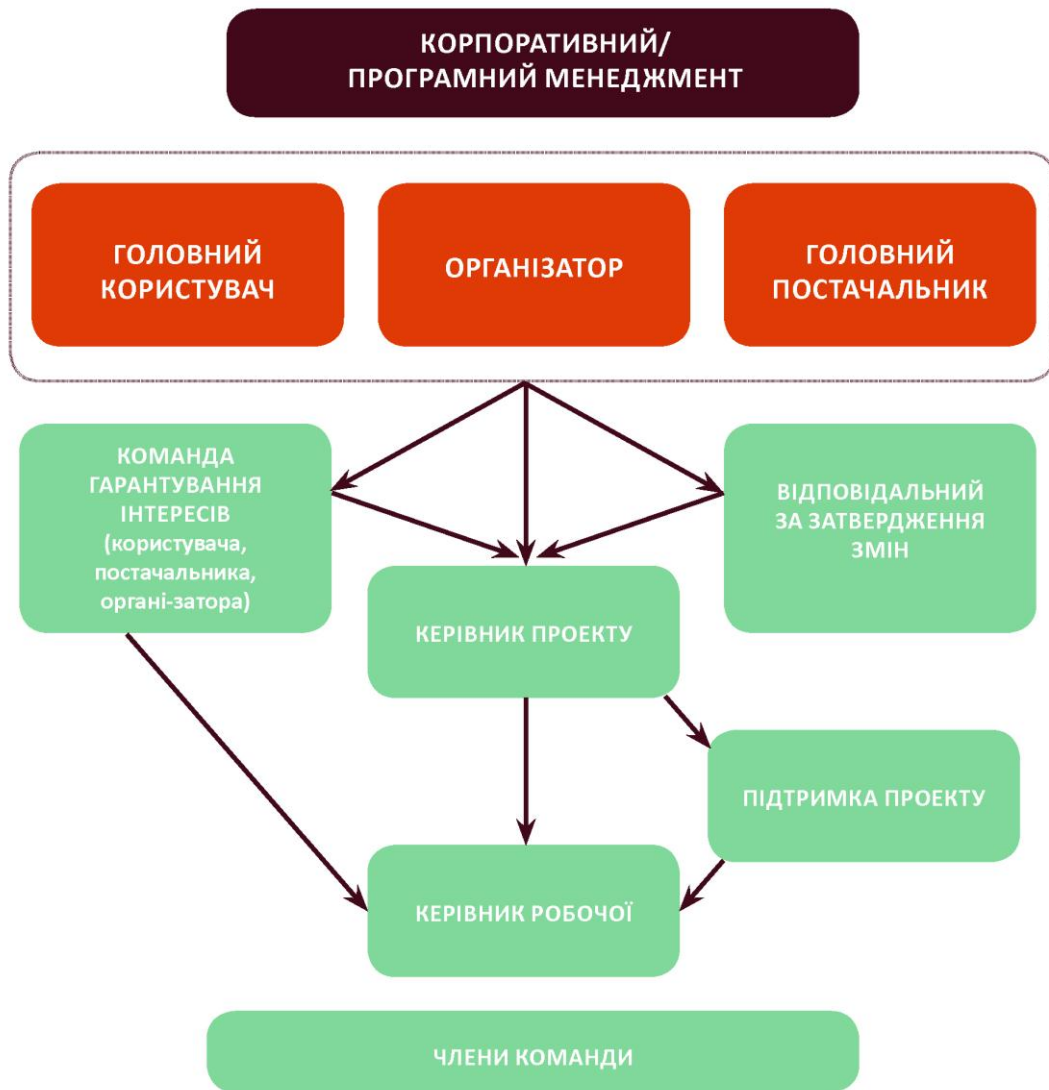 КОРПОРАТИВНИЙ/
ПРОГРАМНИЙ МЕНЕДЖМЕНТ
ГОЛОВНИЙ
КОРИСТУВАЧ
ОРГАНІЗАТОР
ГОЛОВНИЙ
ПОСТАЧАЛЬНИК
КОМАНДА
ГАРАНТУВАННЯ
ІНТЕРЕСІВ
(користувача,
постачальника,
органі-затора)
ВІДПОВІДАЛЬНИЙ
ЗА ЗАТВЕРДЖЕННЯ
ЗМІН
КЕРІВНИК ПРОЕКТУ
ПІДТРИМКА ПРОЕКТУ
КЕРІВНИК РОБОЧОЇ
ЧЛЕНИ КОМАНДИ